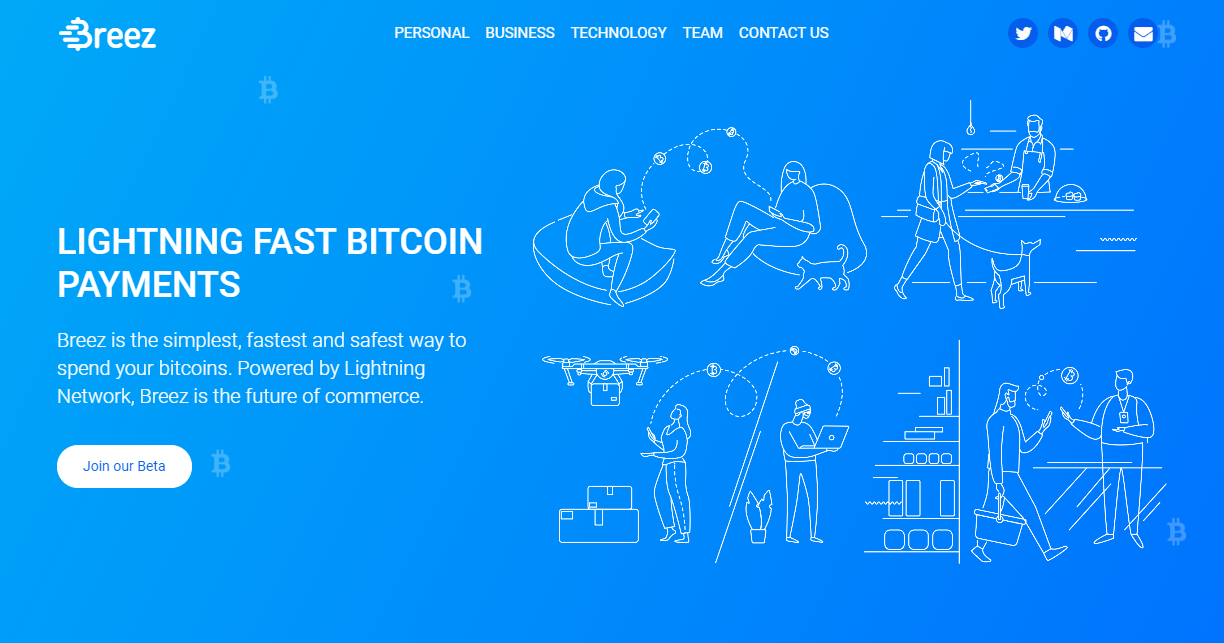 Breez
PERSONAL BUSINESS TECHNOLOGY TEAM CONTACT US
LIGHTNING FAST BITCOIN
PAYMENTS
Breez is the simplest, fastest and safest way to
spend your bitcoins. Powered by Lightning
Network, Breez is the future of commerce.
Join our Beta